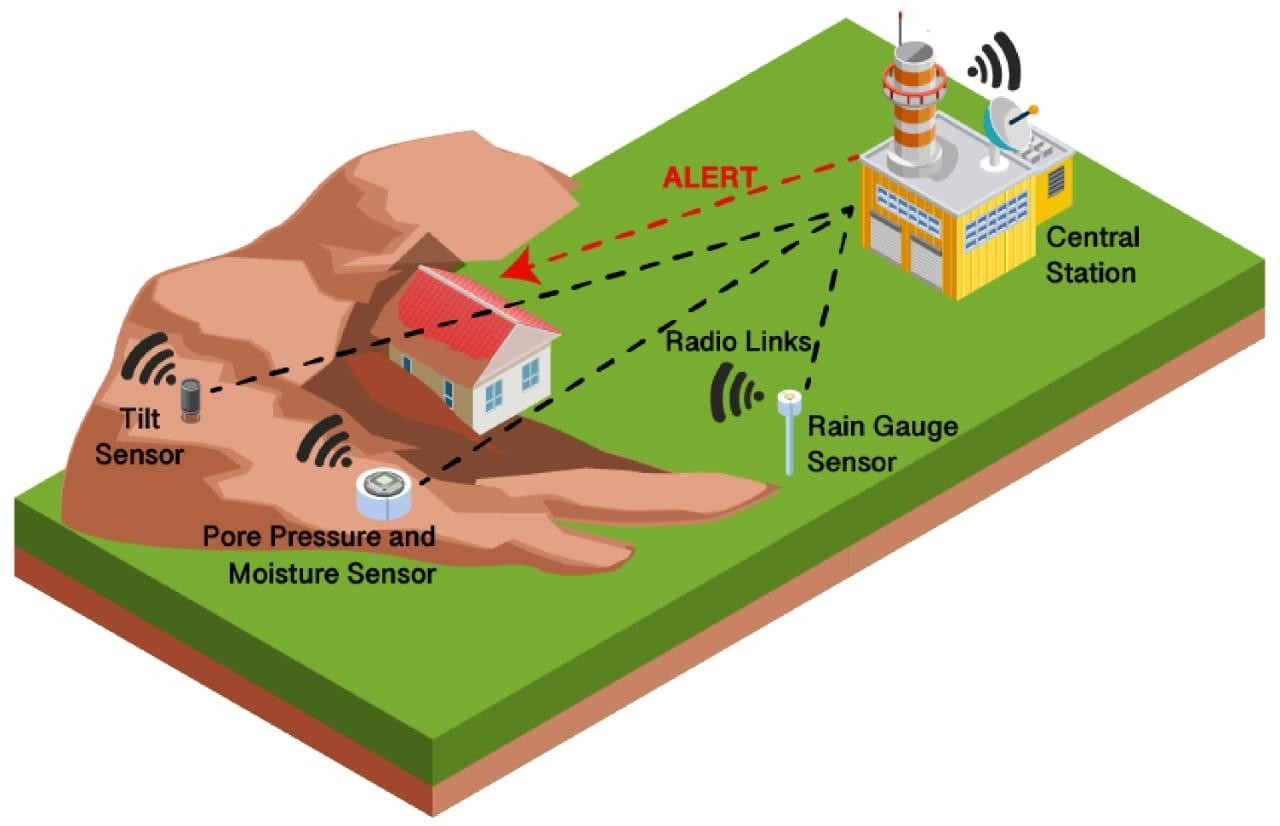 ALERT
Central
Station
Radio Links
Rain Gauge
Sensor
Tilt
Sensor
Pore Pressure and
Moisture Sensor